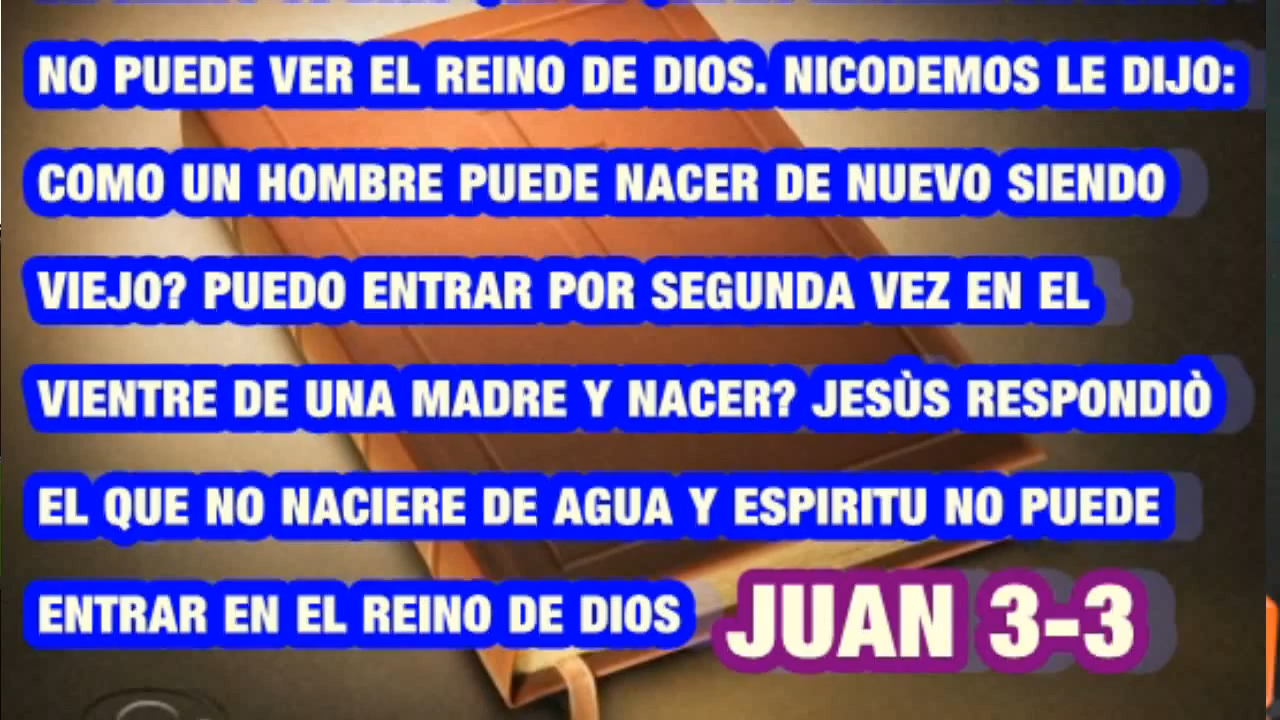 NO PUEDE VER EL REINO DE DIOS. NICODEMOS LE DIJO:
COMO UN HOMBRE PUEDE NACER DE NUEVO SIENDO
VIEJO? PUEDO ENTRAR POR SEGUNDA VEZ EN EL
VIENTRE DE UNA MADRE Y NACER? JESÙS RESPONDIÒ
EL QUE NO NACIERE DE AGUA Y ESPIRITU NO PUEDE
ENTRAR EN EL REINO DE DIOS
JUAN 3-3